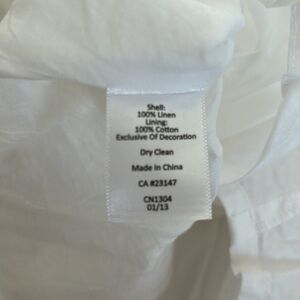 Shell:
100% Linen
Lining:
100% Cotton
Exclusive Of Decoration
Dry Clean
Made In China
CA #23147
CN1304
01/13